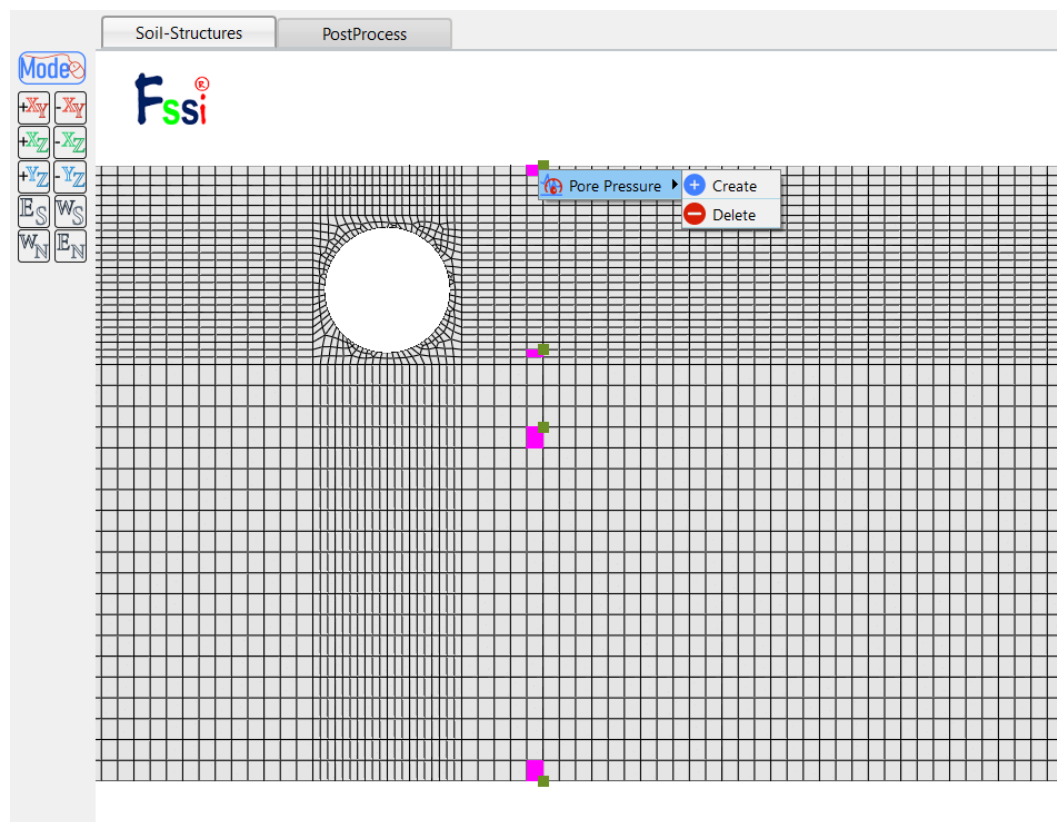 Soil-Structures PostProcess
Mode
Fssi®
+XY -XY
+XZ -XZ
+YZ -YZ
ES WS
WN EN
Pore Pressure
Create
Delete